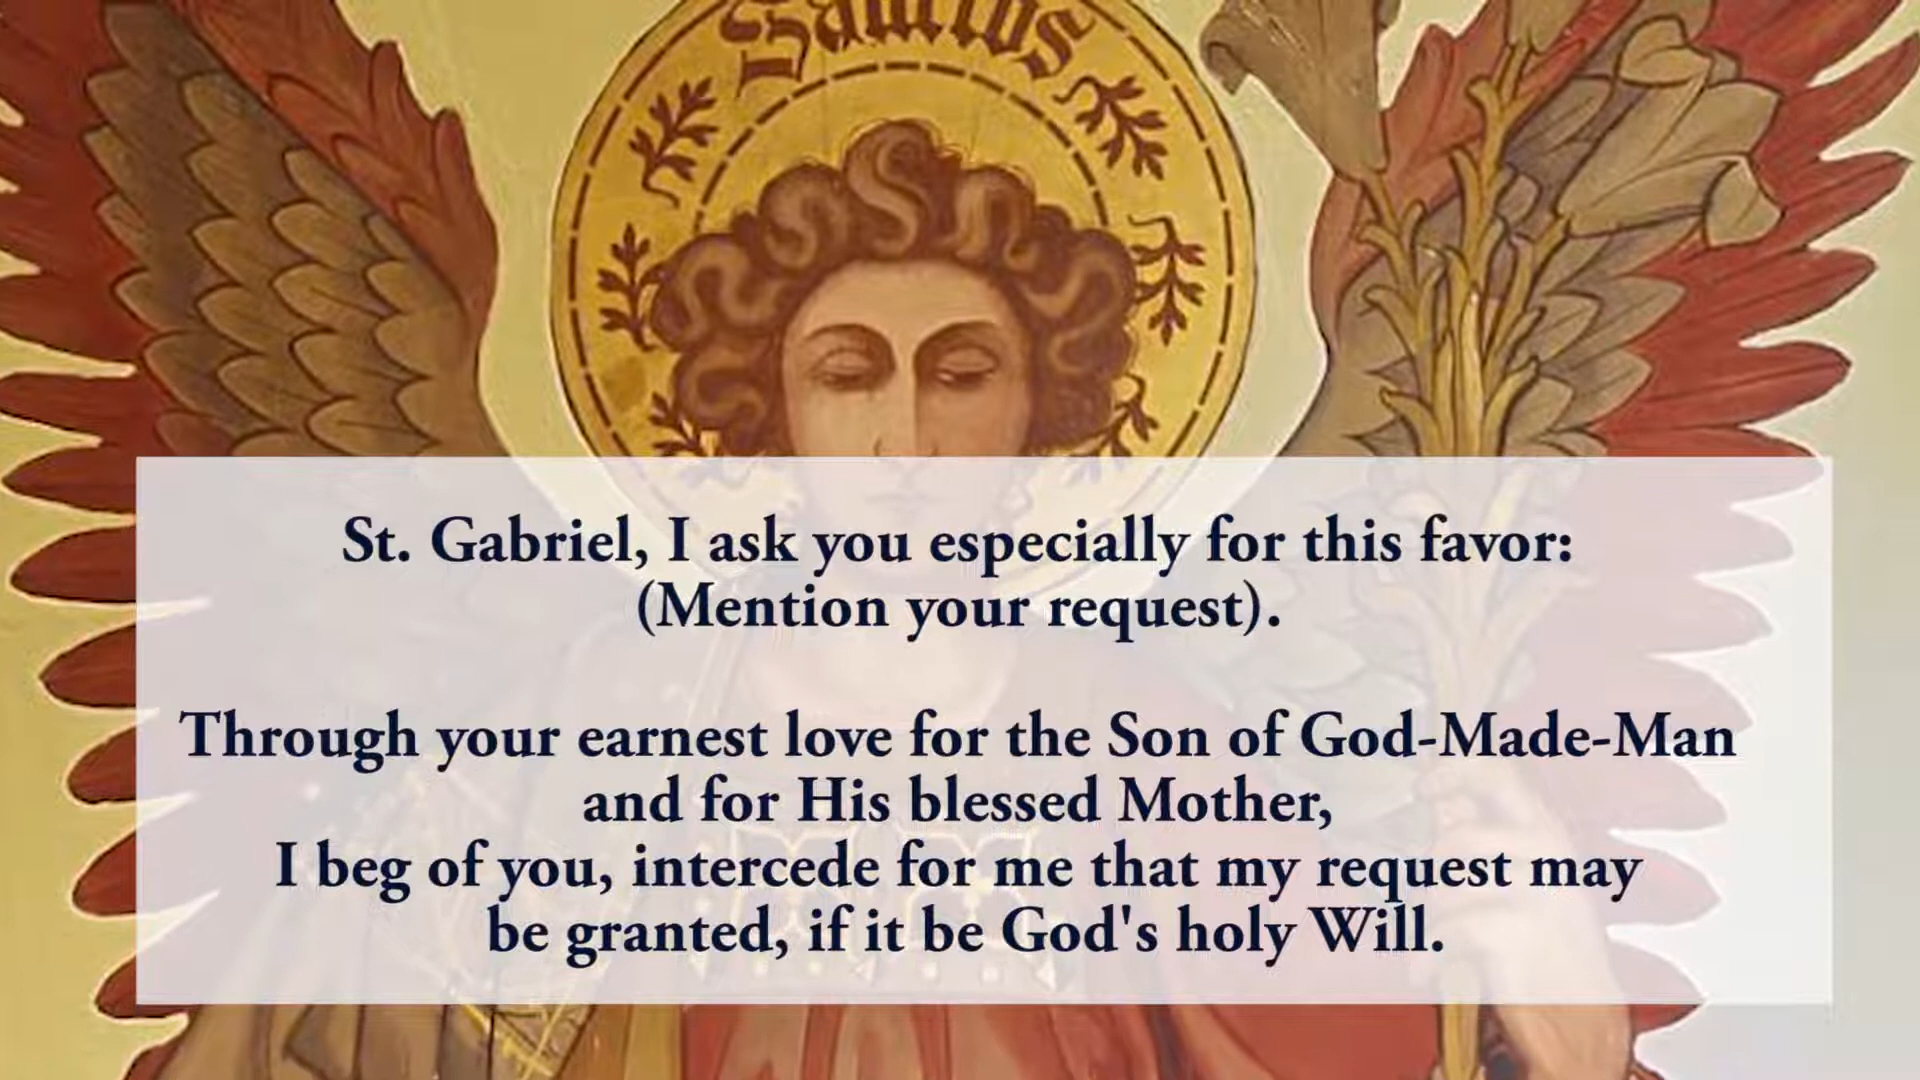 Sanctus
St. Gabriel, I ask you especially for this favor:
(Mention your request).
Through your earnest love for the Son of God-Made-Man
and for His blessed Mother,
I beg of you, intercede for me that my request may
be granted, if it be God's holy Will.